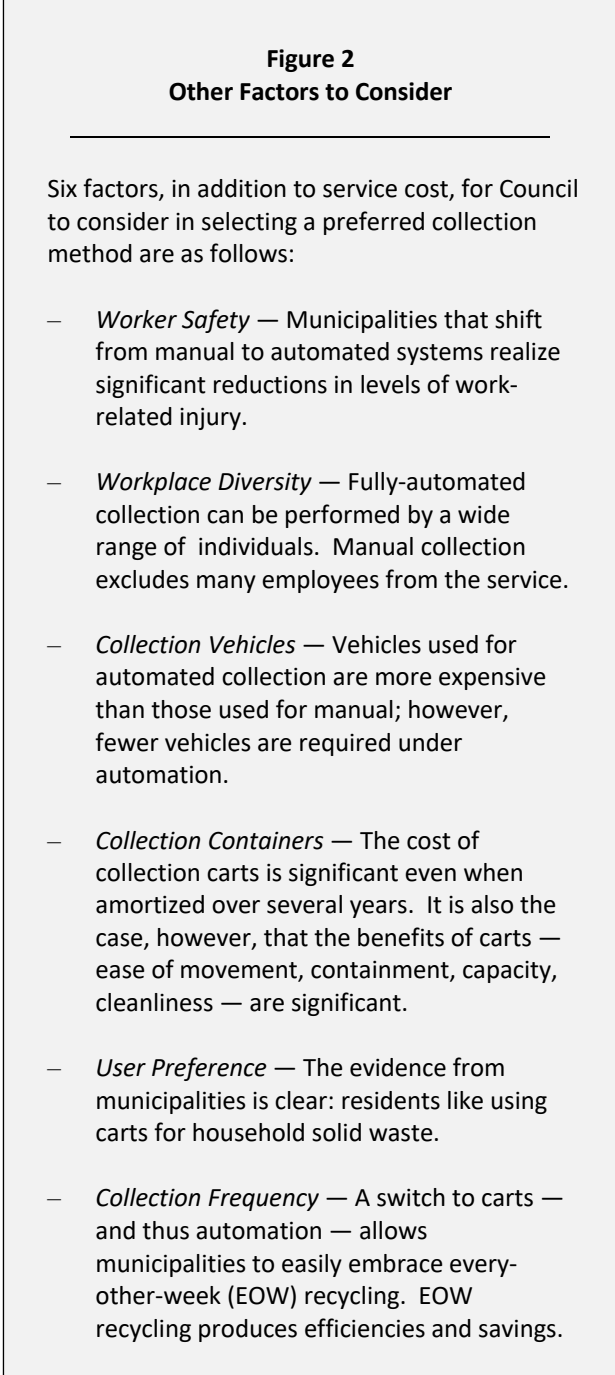 Figure 2
Other Factors to Consider
Six factors, in addition to service cost, for Council
to consider in selecting a preferred collection
method are as follows:
– Worker Safety — Municipalities that shift
from manual to automated systems realize
significant reductions in levels of work-
related injury.
– Workplace Diversity — Fully-automated
collection can be performed by a wide
range of individuals. Manual collection
excludes many employees from the service.
– Collection Vehicles — Vehicles used for
automated collection are more expensive
than those used for manual; however,
fewer vehicles are required under
automation.
– Collection Containers — The cost of
collection carts is significant even when
amortized over several years. It is also the
case, however, that the benefits of carts —
ease of movement, containment, capacity,
cleanliness — are significant.
– User Preference — The evidence from
municipalities is clear: residents like using
carts for household solid waste.
– Collection Frequency — A switch to carts —
and thus automation — allows
municipalities to easily embrace every-
other-week (EOW) recycling. EOW
recycling produces efficiencies and savings.